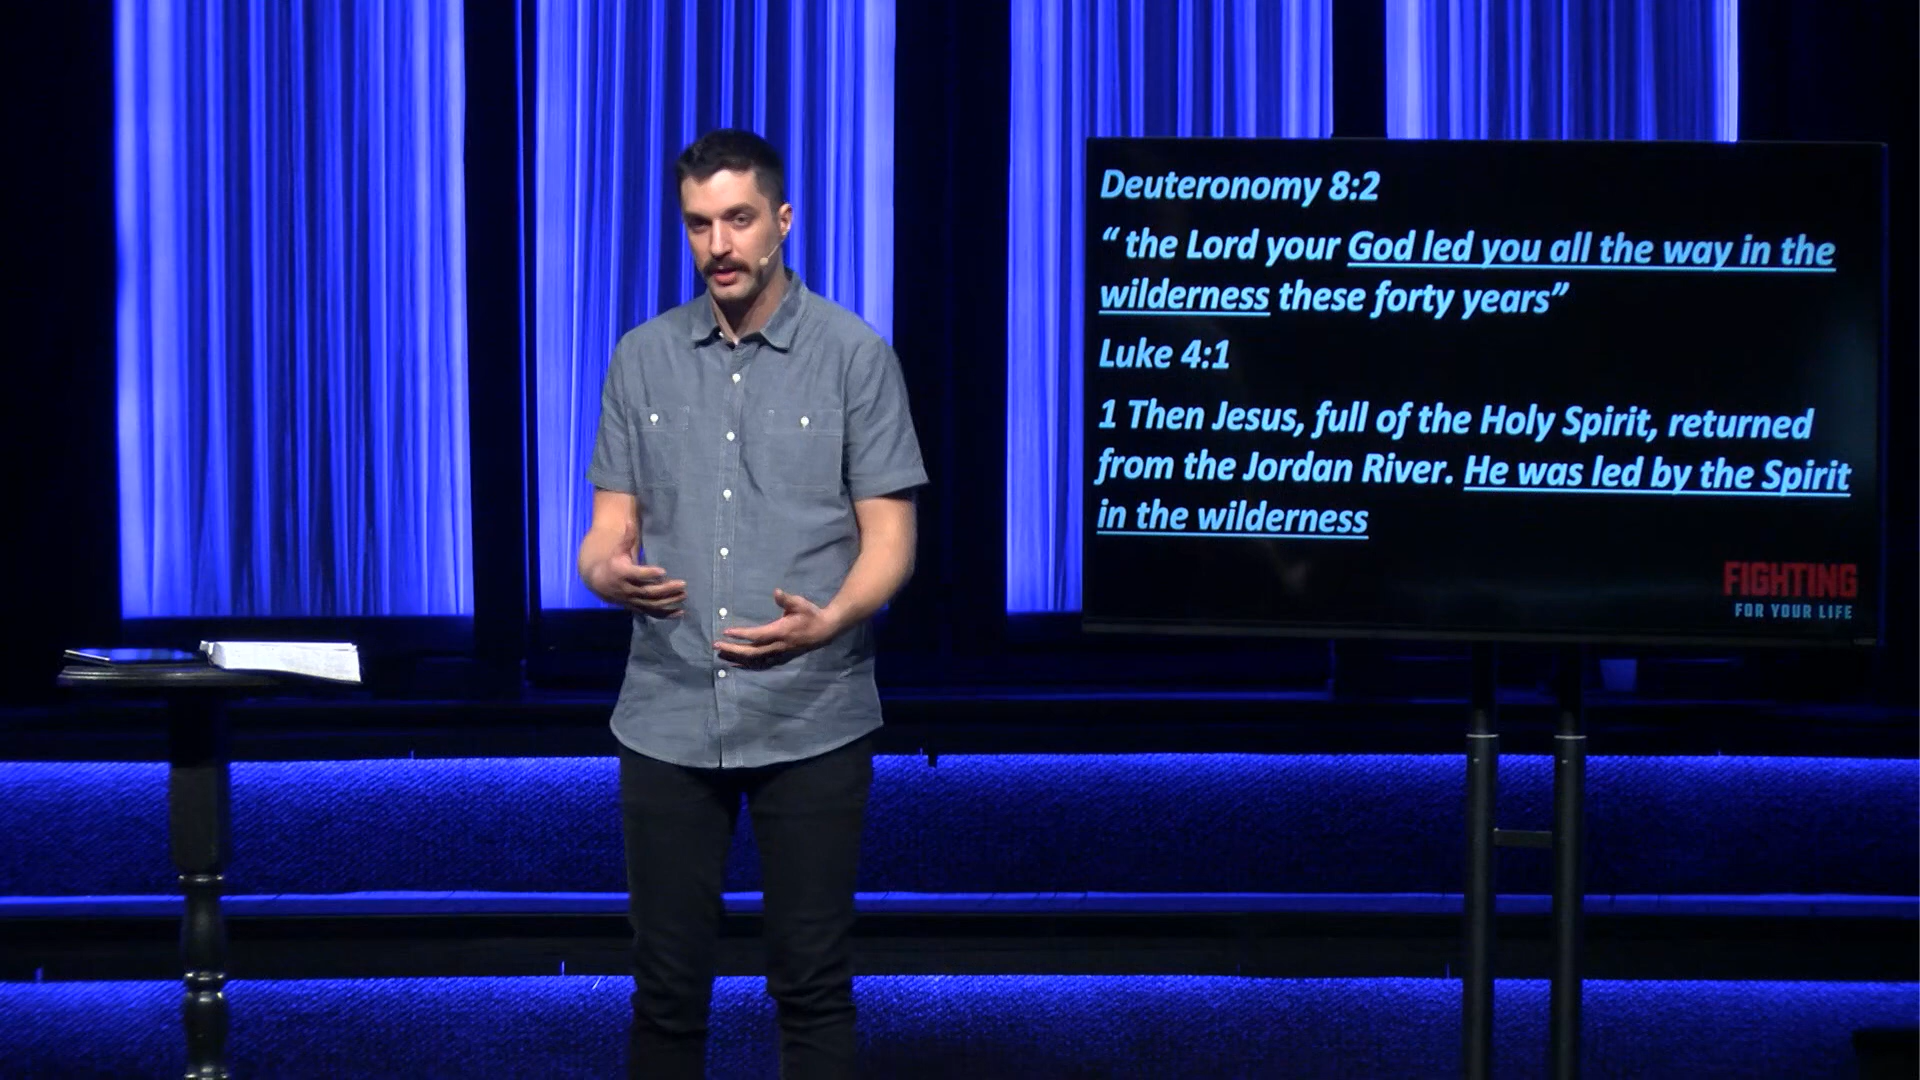 Deuteronomy 8:2
“ the Lord your God led you all the way in the
wilderness these forty years”
Luke 4:1
1 Then Jesus, full of the Holy Spirit, returned
from the Jordan River. He was led by the Spirit
in the wilderness
FIGHTING
FOR YOUR LIFE